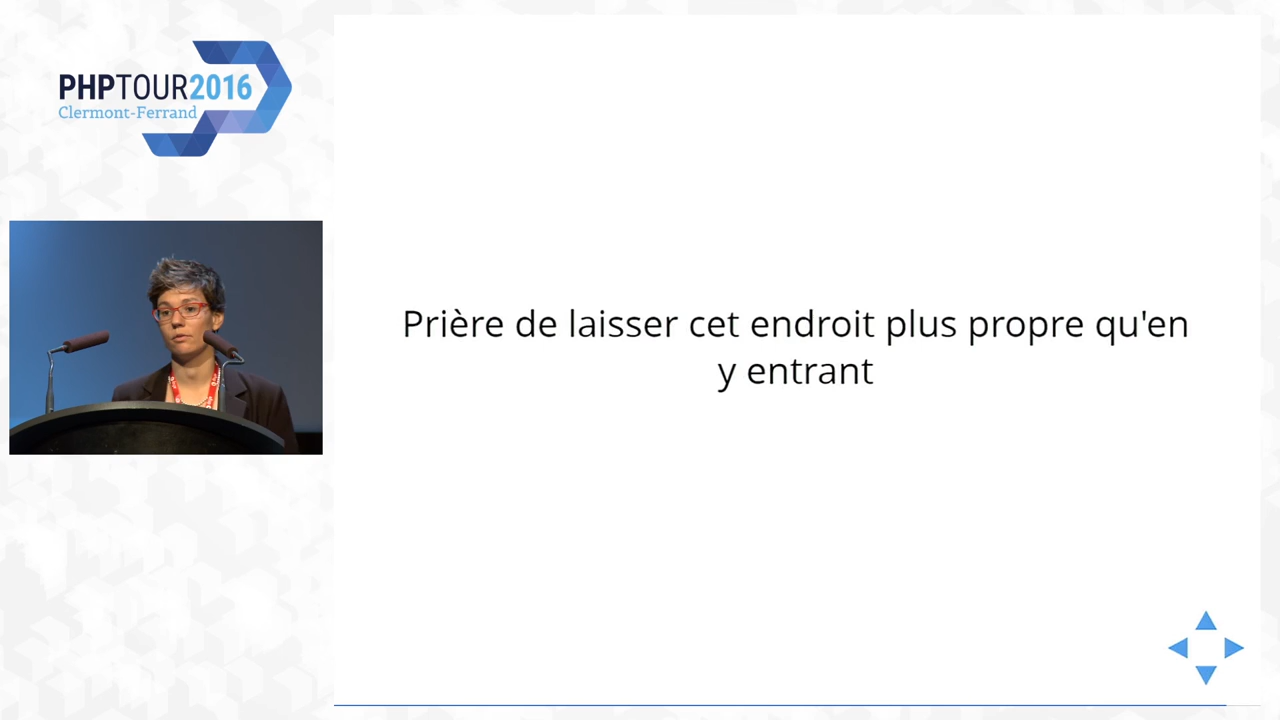 PHPTOUR2016
Clermont-Ferrand
Prière de laisser cet endroit plus propre qu'en
y entrant